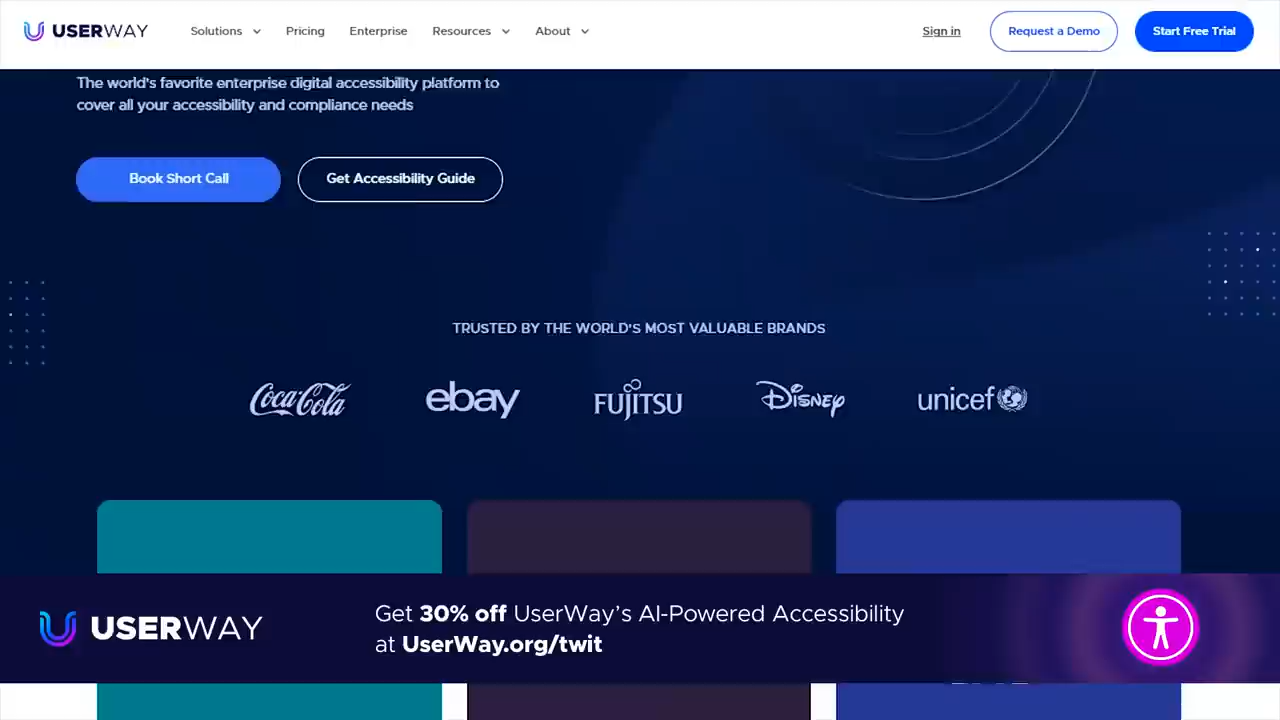 USERWAY Solutions Pricing Enterprise Resources About Sign in Request a Demo Start Free Trial
The world's favorite enterprise digital accessibility platform to
cover all your accessibility and compliance needs
Book Short Call Get Accessibility Guide
TRUSTED BY THE WORLD'S MOST VALUABLE BRANDS
Coca-Cola ebay FUJITSU Disney unicef
USERWAY
Get 30% off UserWay's AI-Powered Accessibility
at UserWay.org/twit